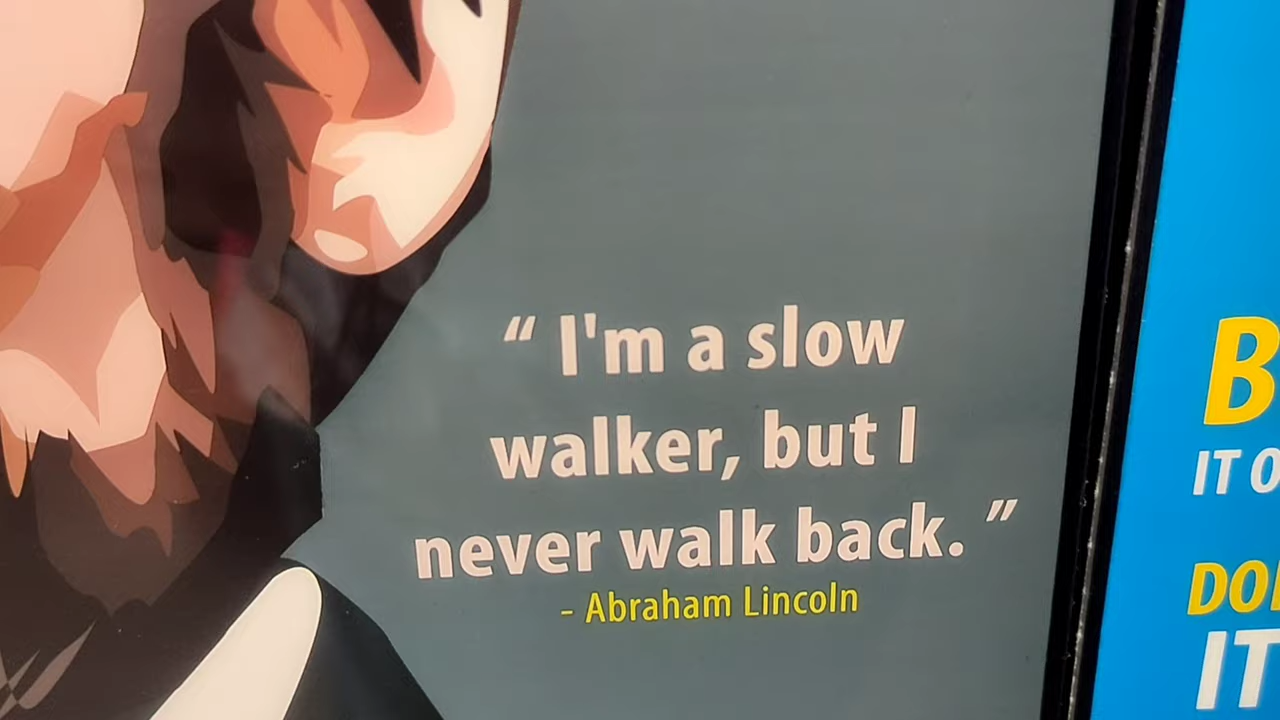 “ I'm a slow
walker, but I
never walk back. ”
- Abraham Lincoln
B
IT O
DO
IT